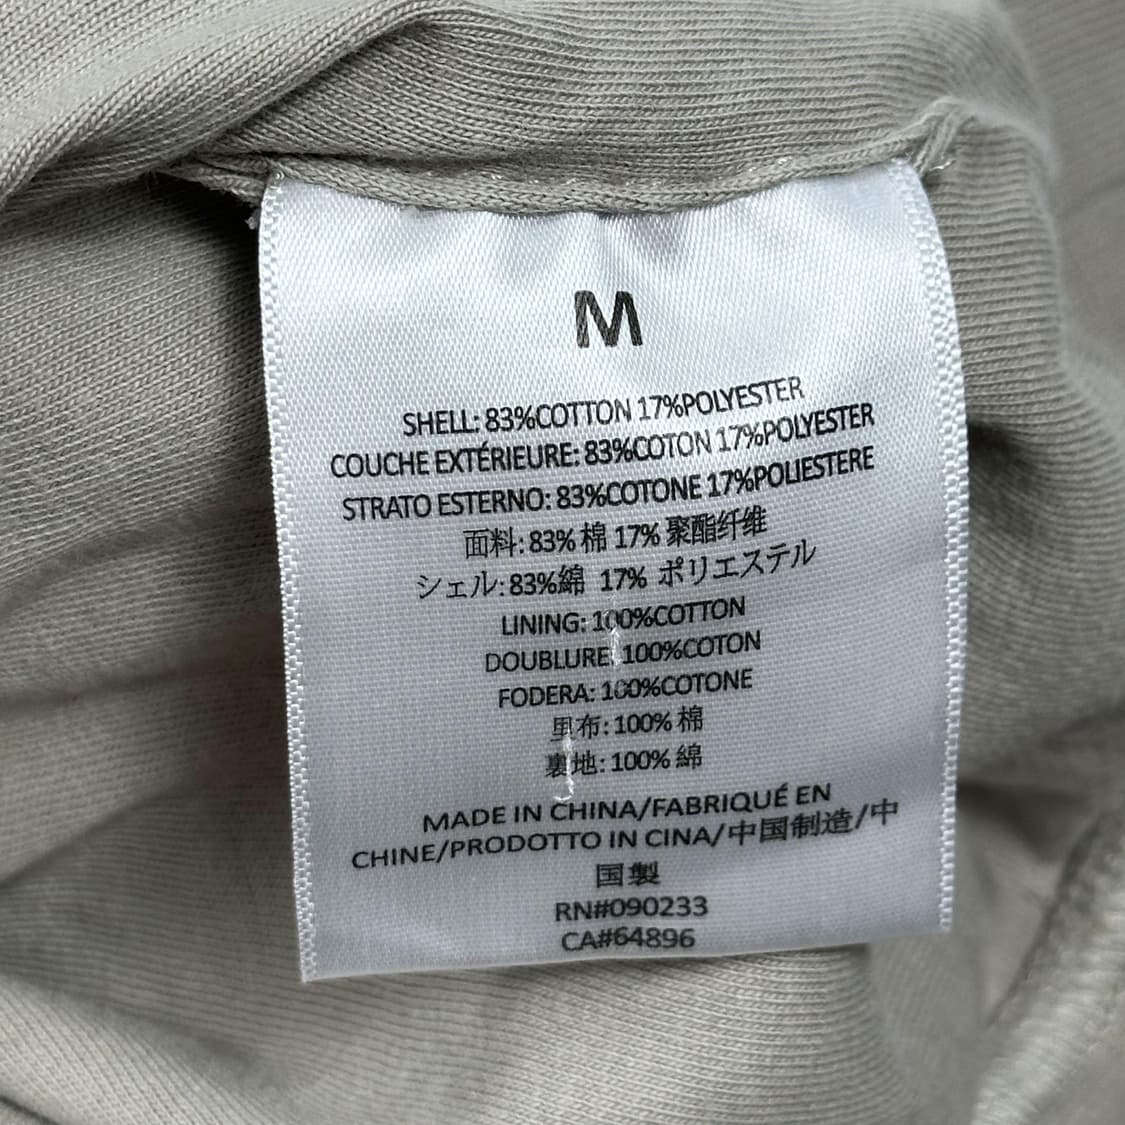 M
SHELL: 83%COTTON 17%POLYESTER
COUCHE EXTÉRIEURE: 83%COTON 17%POLYESTER
STRATO ESTERNO: 83%COTONE 17%POLIESTERE
面料: 83% 棉 17% 聚酯纤维
シェル: 83%綿 17% ポリエステル
LINING: 100%COTTON
DOUBLURE: 100%COTON
FODERA: 100%COTONE
里布: 100% 棉
裏地: 100% 綿
MADE IN CHINA/FABRIQUÉ EN
CHINE/PRODOTTO IN CINA/中国制造/中
国製
RN#090233
CA#64896